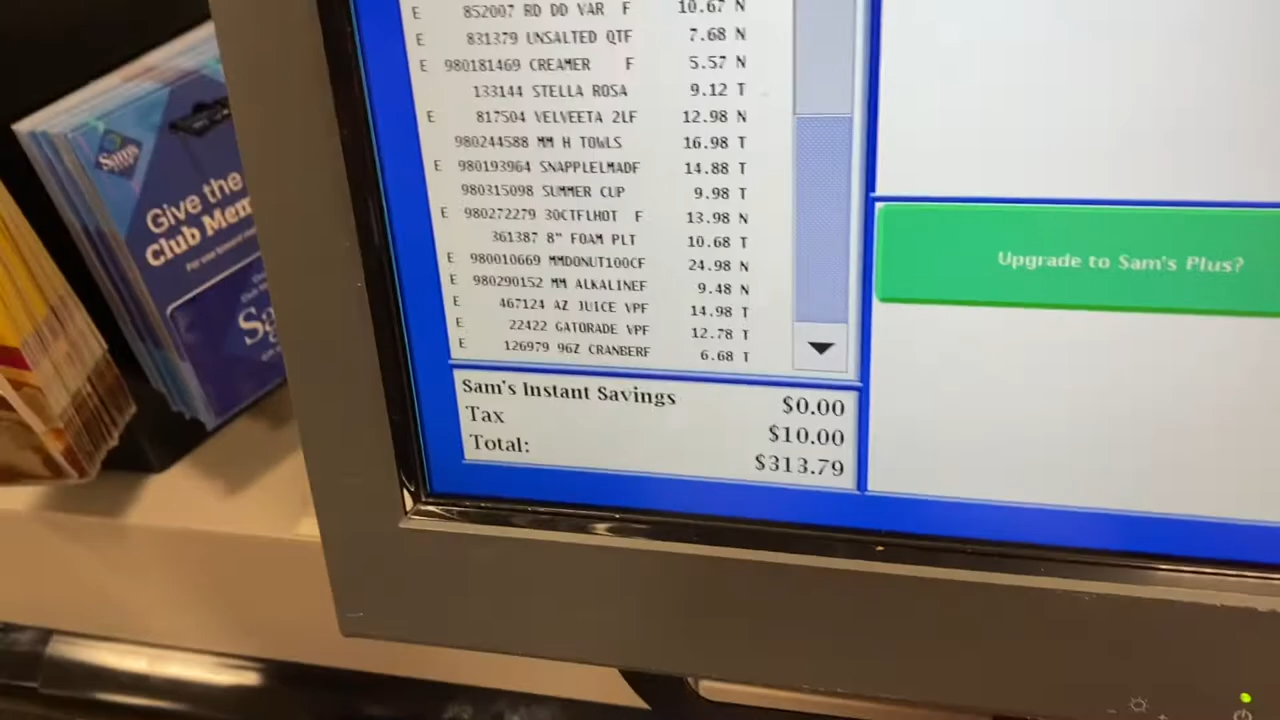 E 852007 RD DD VAR F 10.67 N
E 831379 UNSALTED QTF 7.68 N
E 980181469 CREAMER F 5.57 N
133144 STELLA ROSA 9.12 T
E 817504 VELVEETA 2LF 12.98 N
980244588 MM H TOWLS 16.98 T
E 980193964 SNAPPLELMADF 14.88 T
980315098 SUMMER CUP 9.98 T
E 980272279 30CTFLHOT F 13.98 N
361387 8" FOAM PLT 10.68 T
E 980010669 MMDONUT100CF 24.98 N
E 980290152 MM ALKALINEF 9.48 N
E 467124 AZ JUICE VPF 14.98 T
E 22422 GATORADE VPF 12.78 T
E 126979 96Z CRANBERF 6.68 T
Sam's Instant Savings $0.00
Tax $10.00
Total: $313.79
Upgrade to Sam's Plus?
Sam's
Give the
Club Mem
Sa